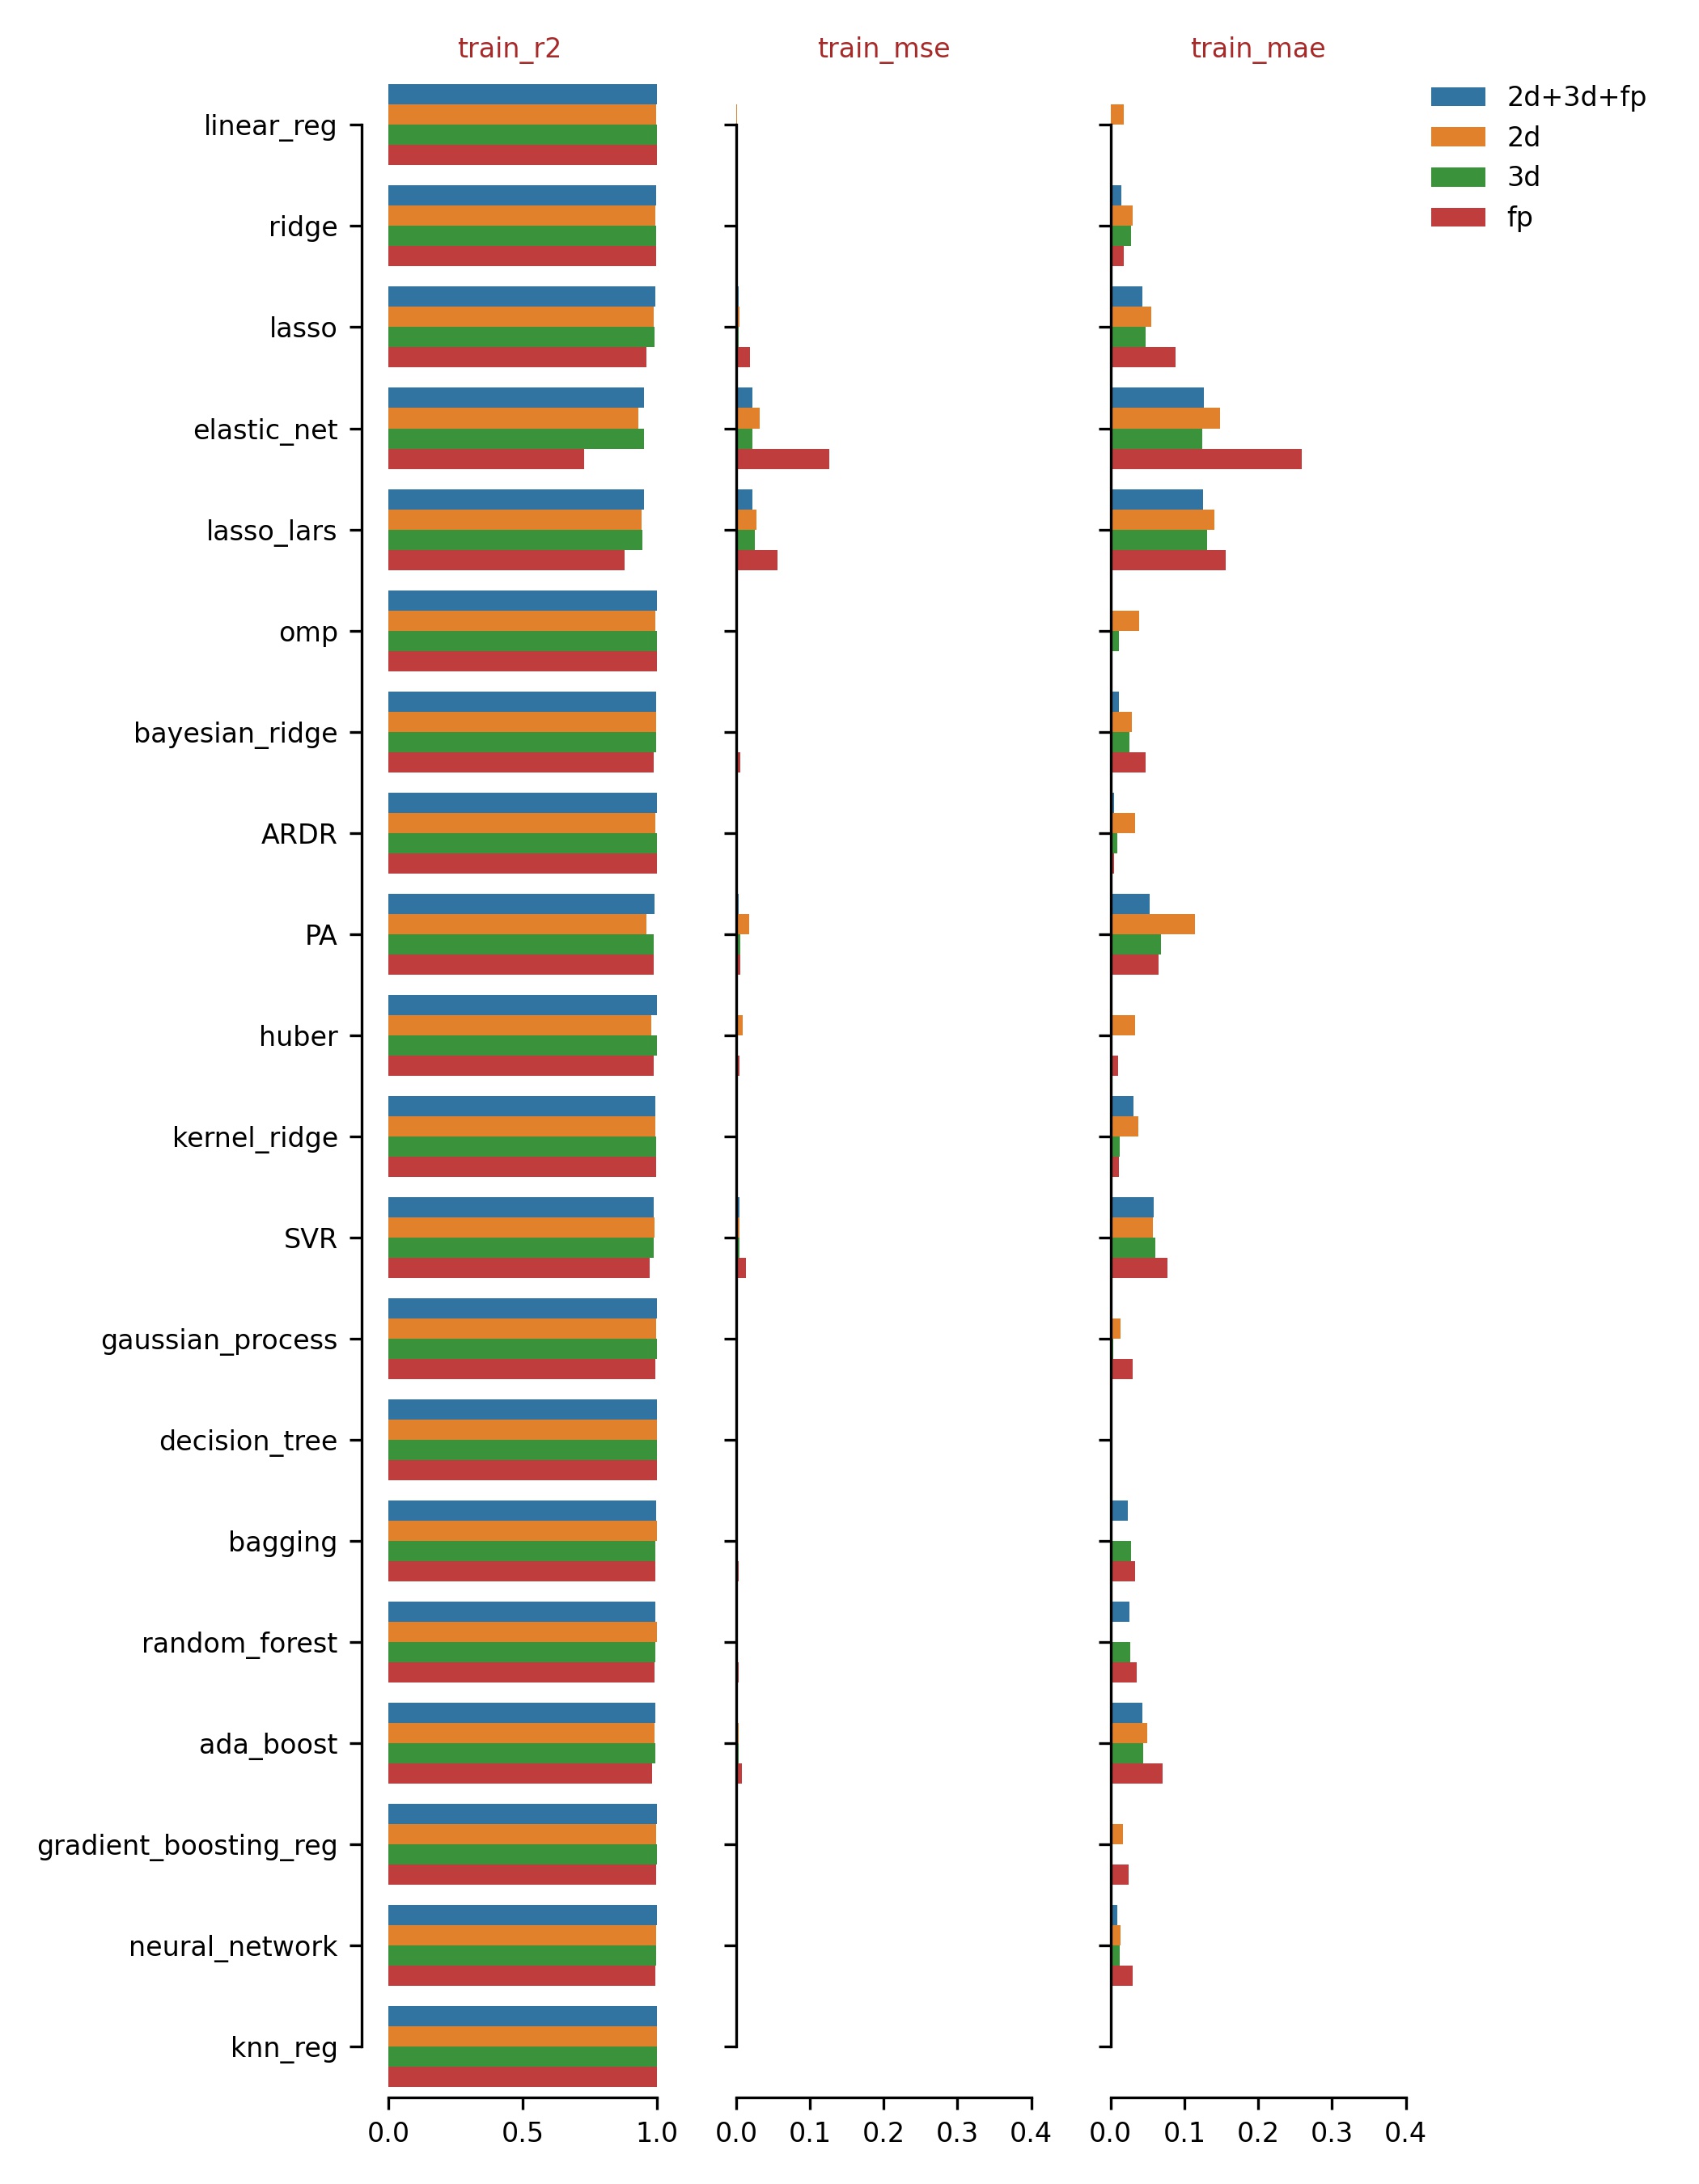 train_r2 train_mse train_mae
2d+3d+fp
2d
3d
fp
linear_reg
ridge
lasso
elastic_net
lasso_lars
omp
bayesian_ridge
ARDR
PA
huber
kernel_ridge
SVR
gaussian_process
decision_tree
bagging
random_forest
ada_boost
gradient_boosting_reg
neural_network
knn_reg
0.0 0.5 1.0 0.0 0.1 0.2 0.3 0.4 0.0 0.1 0.2 0.3 0.4